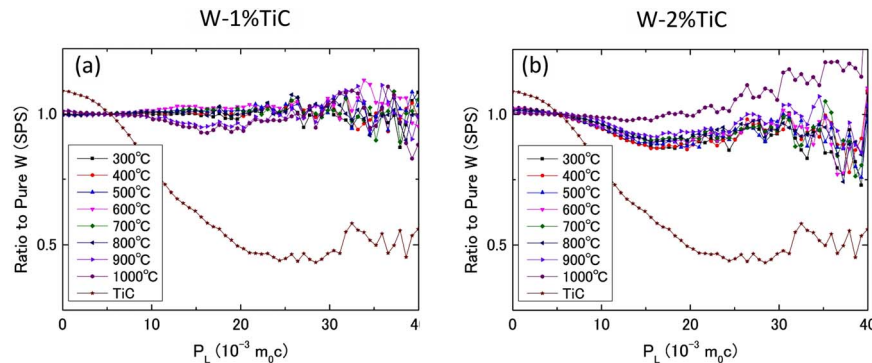 W-1%TiC
(a)
Ratio to Pure W (SPS)
1.0
0.5
300℃
400℃
500℃
600℃
700℃
800℃
900℃
1000℃
TiC
0 10 20 30 40
P_L (10^-3 m_0c)
W-2%TiC
(b)
Ratio to Pure W (SPS)
1.0
0.5
300℃
400℃
500℃
600℃
700℃
800℃
900℃
1000℃
TiC
0 10 20 30 40
P_L (10^-3 m_0c)